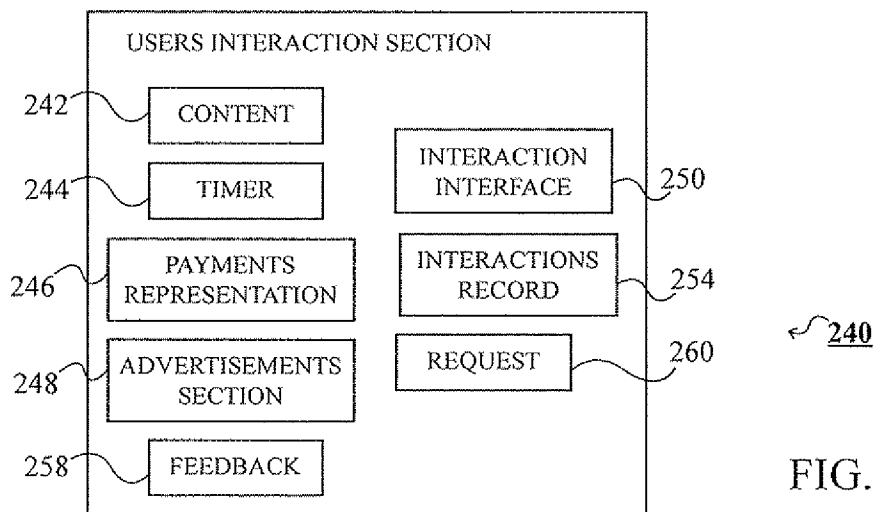 USERS INTERACTION SECTION
242
CONTENT
244
TIMER
INTERACTION
INTERFACE
250
246
PAYMENTS
REPRESENTATION
INTERACTIONS
RECORD
254
248
ADVERTISEMENTS
SECTION
REQUEST
260
240
258
FEEDBACK
FIG.